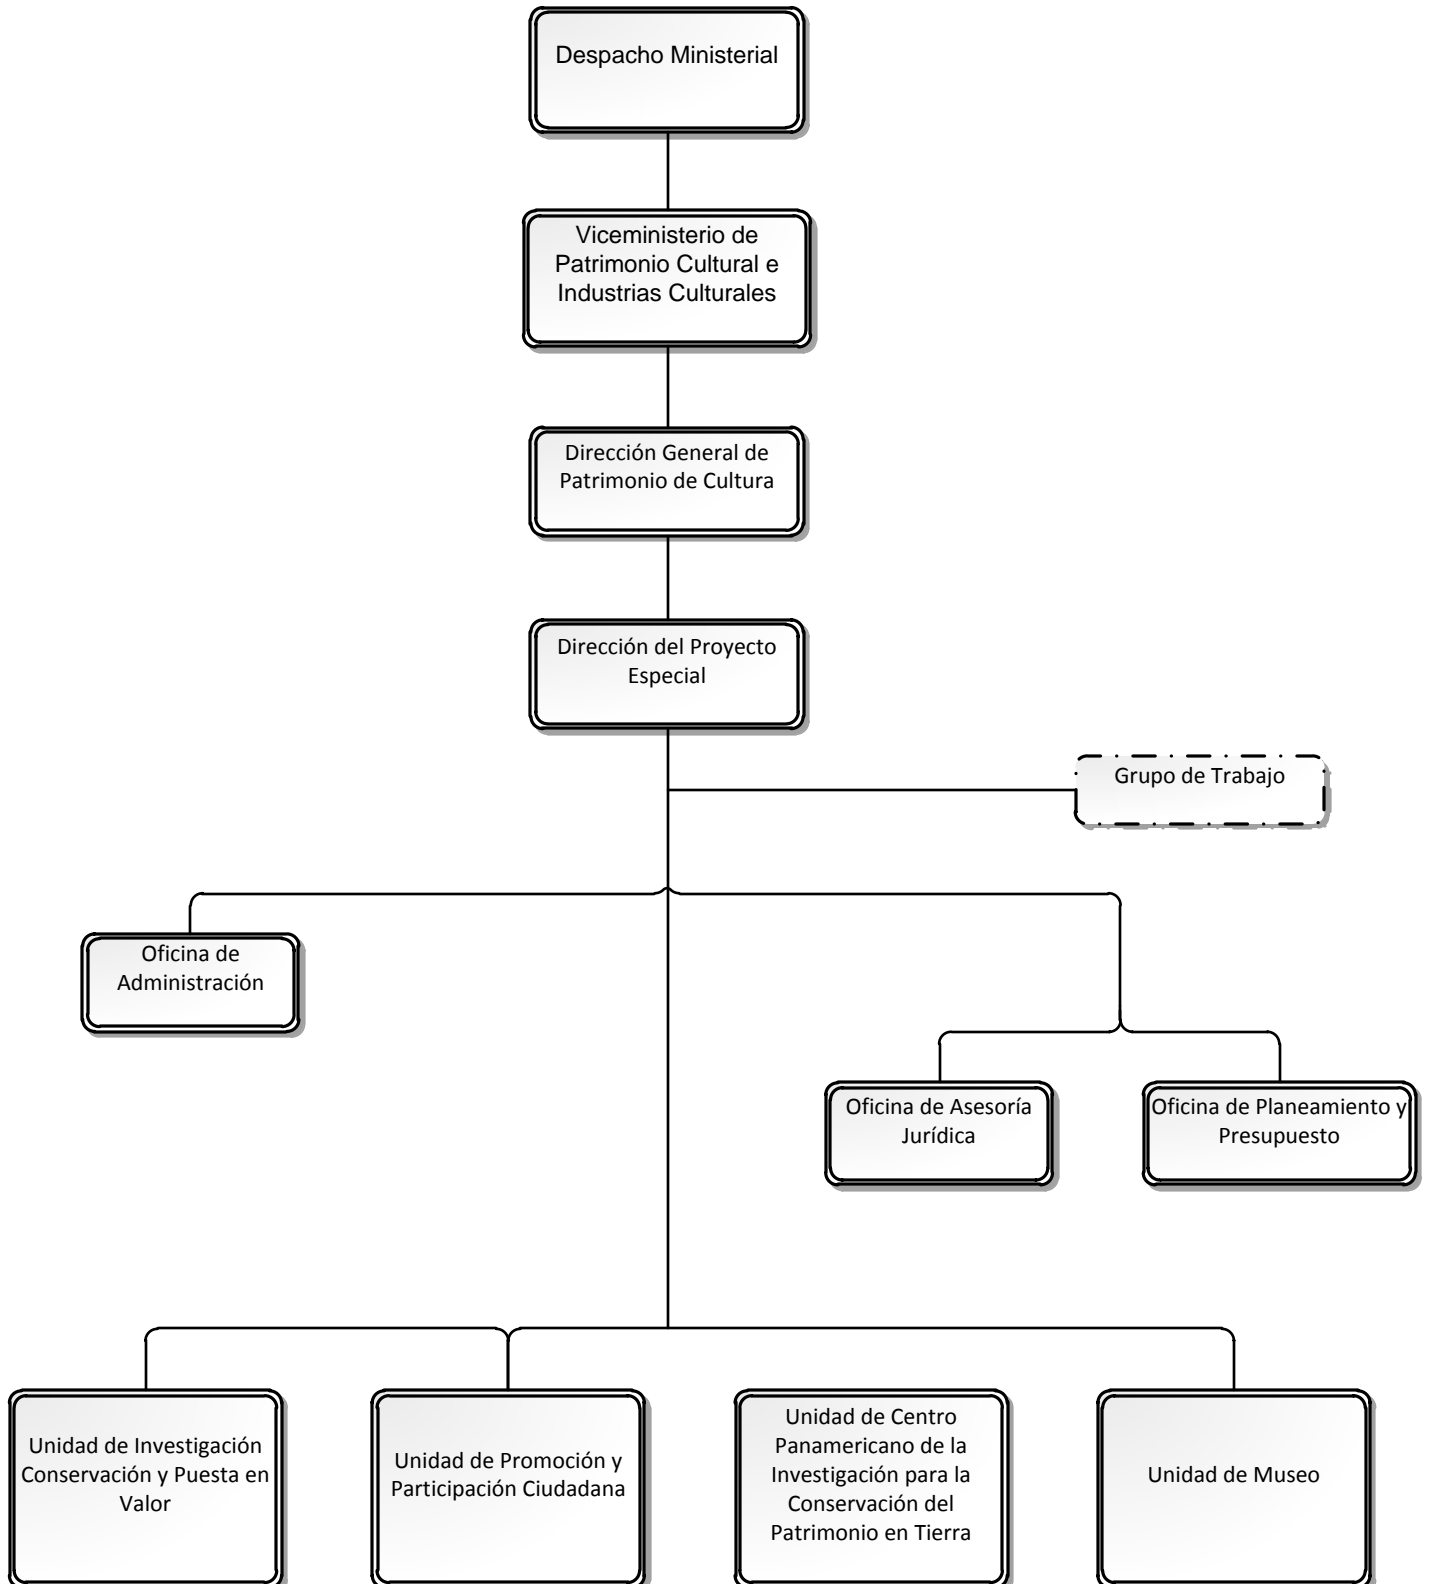 Despacho Ministerial
Viceministerio de
Patrimonio Cultural e
Industrias Culturales
Dirección General de
Patrimonio de Cultura
Dirección del Proyecto
Especial
Grupo de Trabajo
Oficina de
Administración
Oficina de Asesoría
Jurídica
Oficina de Planeamiento y
Presupuesto
Unidad de Investigación
Conservación y Puesta en
Valor
Unidad de Promoción y
Participación Ciudadana
Unidad de Centro
Panamericano de la
Investigación para la
Conservación del
Patrimonio en Tierra
Unidad de Museo